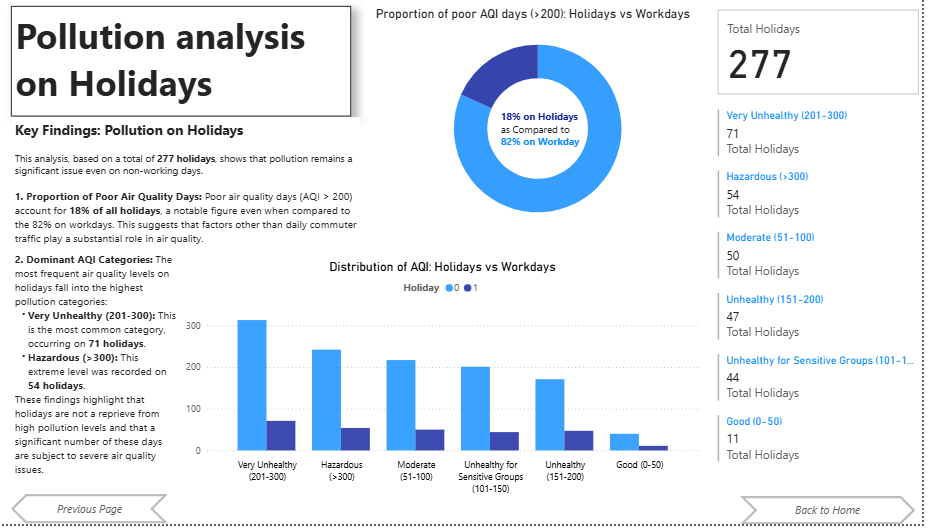 Pollution analysis
on Holidays
Key Findings: Pollution on Holidays
This analysis, based on a total of 277 holidays, shows that pollution remains a
significant issue even on non-working days.
1. Proportion of Poor Air Quality Days: Poor air quality days (AQI > 200)
account for 18% of all holidays, a notable figure even when compared to
the 82% on workdays. This suggests that factors other than daily commuter
traffic play a substantial role in air quality.
2. Dominant AQI Categories: The
most frequent air quality levels on
holidays fall into the highest
pollution categories:
• Very Unhealthy (201-300): This
is the most common category,
occurring on 71 holidays.
• Hazardous (>300): This
extreme level was recorded on
54 holidays.
These findings highlight that
holidays are not a reprieve from
high pollution levels and that a
significant number of these days
are subject to severe air quality
issues.
Previous Page
Proportion of poor AQI days (>200): Holidays vs Workdays
18% on Holidays
as Compared to
82% on Workday
Distribution of AQI: Holidays vs Workdays
Holiday 0 1
300
200
100
0
Very Unhealthy
(201-300)
Hazardous
(>300)
Moderate
(51-100)
Unhealthy for
Sensitive Groups
(101-150)
Unhealthy
(151-200)
Good (0-50)
Total Holidays
277
Very Unhealthy (201-300)
71
Total Holidays
Hazardous (>300)
54
Total Holidays
Moderate (51-100)
50
Total Holidays
Unhealthy (151-200)
47
Total Holidays
Unhealthy for Sensitive Groups (101-1...
44
Total Holidays
Good (0-50)
11
Total Holidays
Back to Home